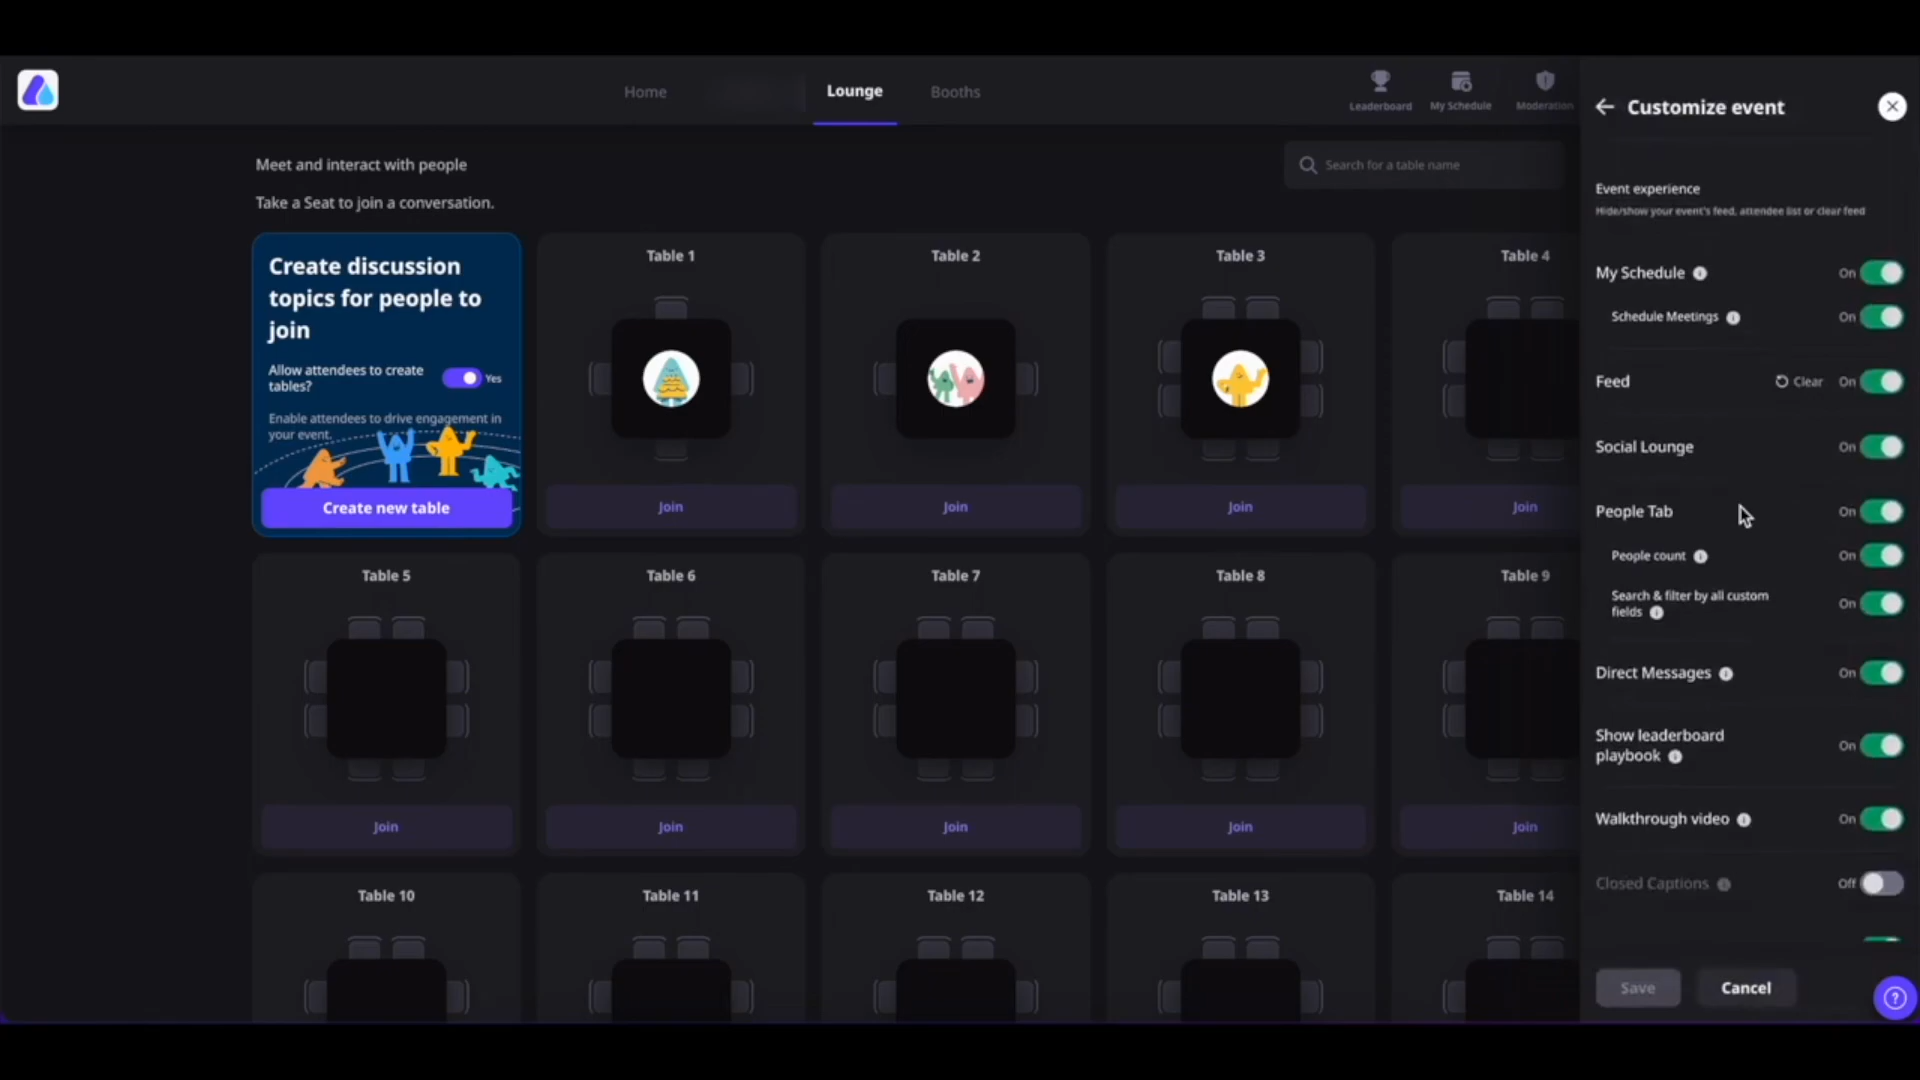 Home
Lounge
Booths
Leaderboard
My Schedule
Moderation
Meet and interact with people
Take a Seat to join a conversation.
Search for a table name
Create discussion
topics for people to
join
Allow attendees to create
tables?
Yes
Enable attendees to drive engagement in
your event.
Create new table
Table 1
Join
Table 2
Join
Table 3
Join
Table 4
Join
Table 5
Join
Table 6
Join
Table 7
Join
Table 8
Join
Table 9
Join
Table 10
Table 11
Table 12
Table 13
Table 14
Customize event
Event experience
Hide/show your event's feed, attendee list or clear feed
My Schedule
On
Schedule Meetings
On
Feed
Clear
On
Social Lounge
On
People Tab
On
People count
On
Search & filter by all custom
fields
On
Direct Messages
On
Show leaderboard
playbook
On
Walkthrough video
On
Closed Captions
Off
Save
Cancel
?